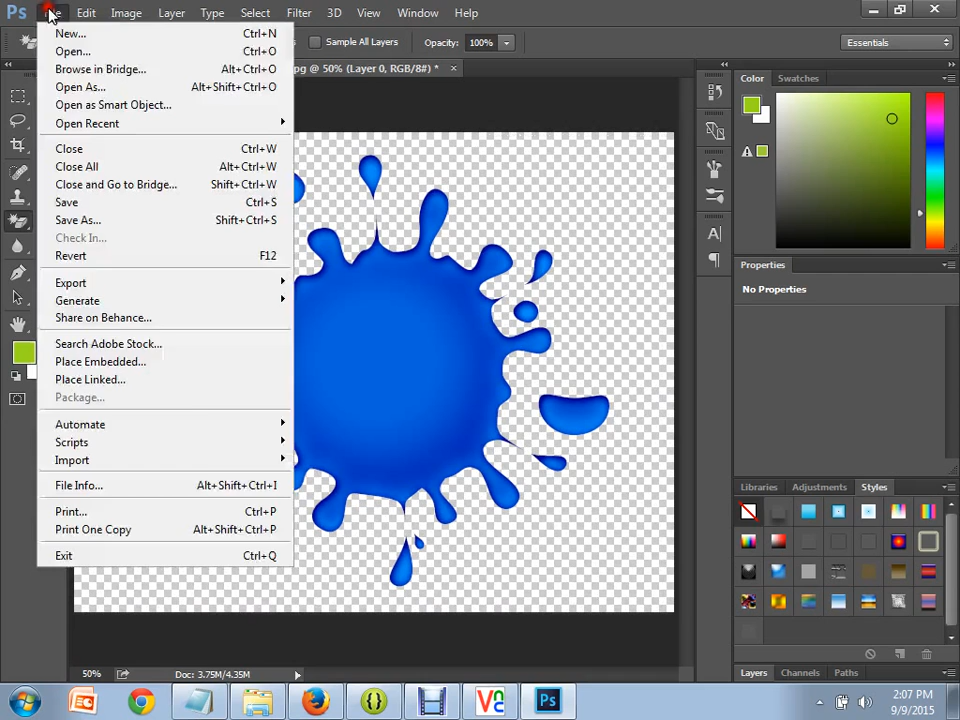 Ps
Edit Image Layer Type Select Filter 3D View Window Help
Sample All Layers Opacity: 100% Essentials
pg @ 50% (Layer 0, RGB/8#) *
New... Ctrl+N
Open... Ctrl+O
Browse in Bridge... Alt+Ctrl+O
Open As... Alt+Shift+Ctrl+O
Open as Smart Object...
Open Recent
Close Ctrl+W
Close All Alt+Ctrl+W
Close and Go to Bridge... Shift+Ctrl+W
Save Ctrl+S
Save As... Shift+Ctrl+S
Check In...
Revert F12
Export
Generate
Share on Behance...
Search Adobe Stock...
Place Embedded...
Place Linked...
Package...
Automate
Scripts
Import
File Info... Alt+Shift+Ctrl+I
Print... Ctrl+P
Print One Copy Alt+Shift+Ctrl+P
Exit Ctrl+Q
Color Swatches
Properties
No Properties
Libraries Adjustments Styles
Layers Channels Paths
50% Doc: 3.75M/4.35M
Ps
2:07 PM
9/9/2015